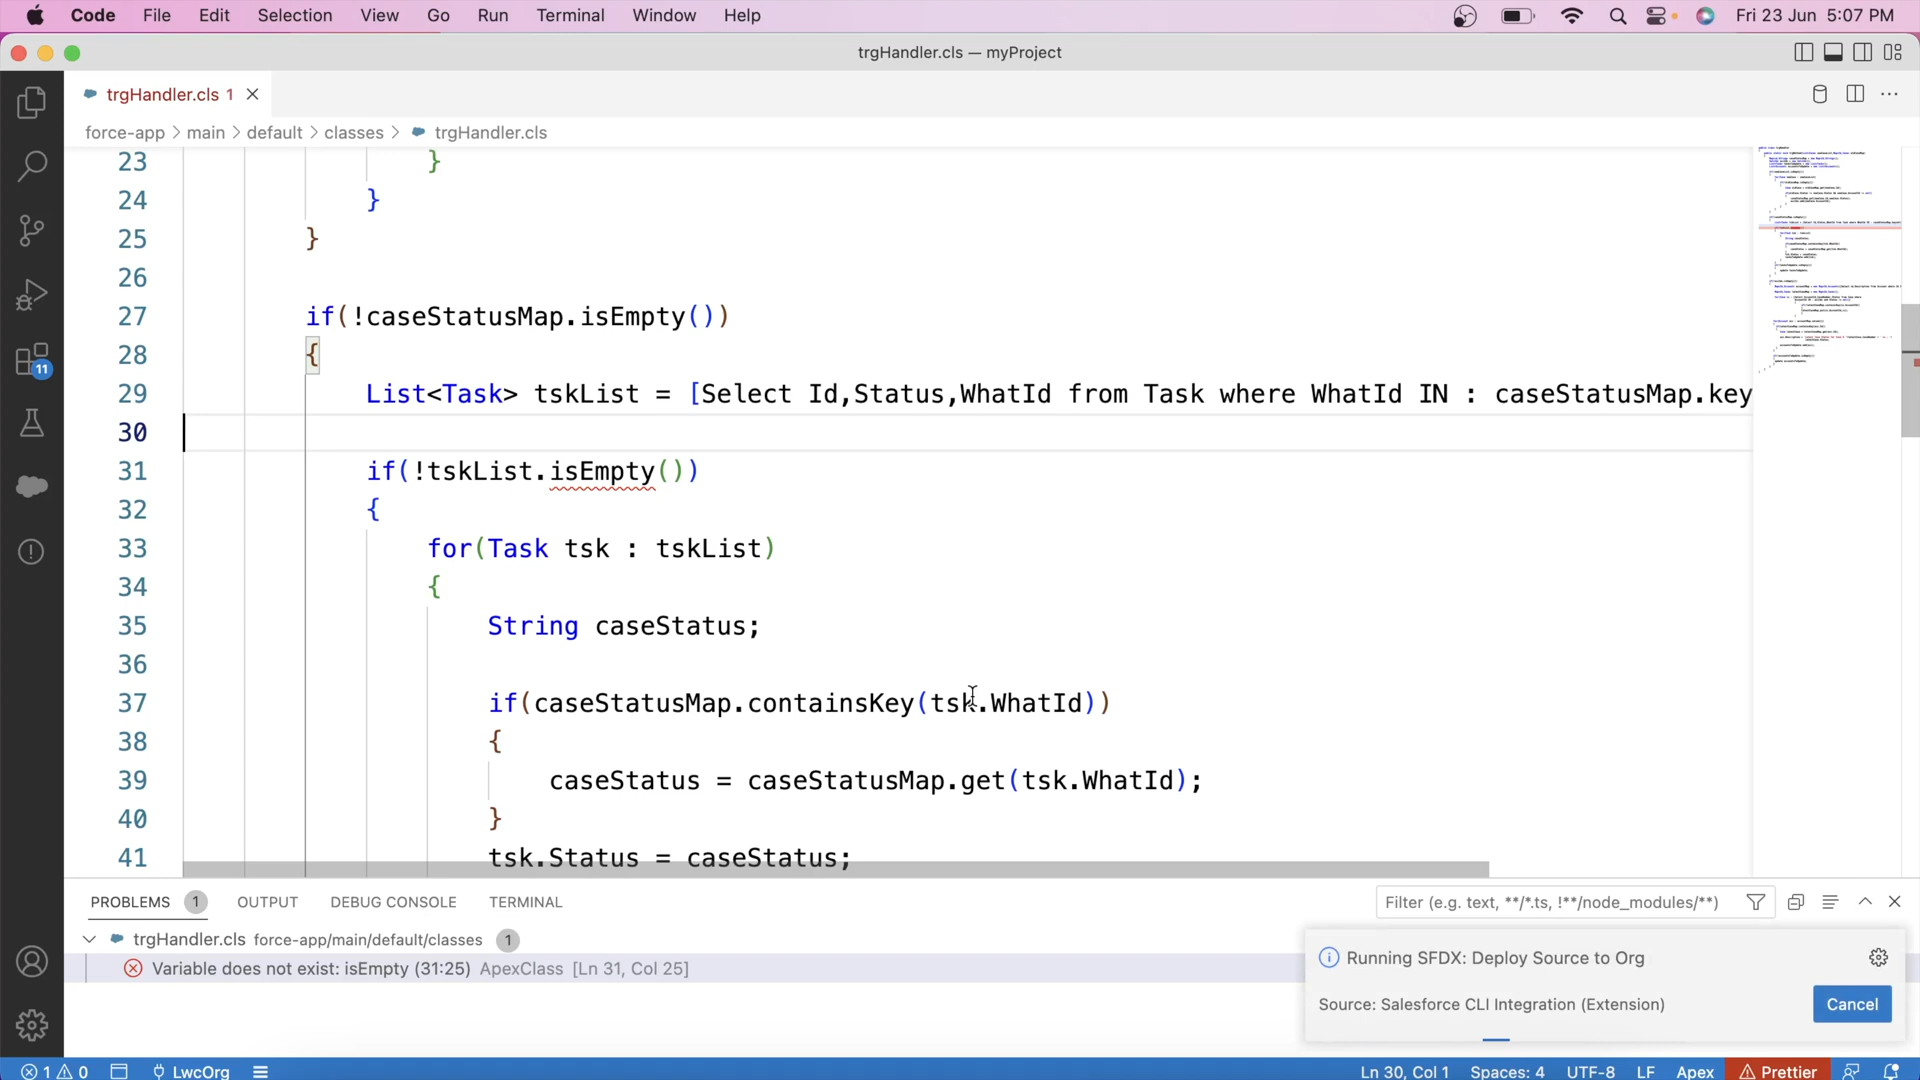 Code File Edit Selection View Go Run Terminal Window Help Fri 23 Jun 5:07 PM
trgHandler.cls — myProject
trgHandler.cls 1
force-app > main > default > classes > trgHandler.cls
23 }
24 }
25 }
26
27 if(!caseStatusMap.isEmpty())
28 {
29 List<Task> tskList = [Select Id,Status,WhatId from Task where WhatId IN : caseStatusMap.key
30
31 if(!tskList.isEmpty())
32 {
33 for(Task tsk : tskList)
34 {
35 String caseStatus;
36
37 if(caseStatusMap.containsKey(tsk.WhatId))
38 {
39 caseStatus = caseStatusMap.get(tsk.WhatId);
40 }
41 tsk.Status = caseStatus;
11
PROBLEMS 1 OUTPUT DEBUG CONSOLE TERMINAL Filter (e.g. text, **/*.ts, !**/node_modules/**)
trgHandler.cls force-app/main/default/classes 1
Variable does not exist: isEmpty (31:25) ApexClass [Ln 31, Col 25]
Running SFDX: Deploy Source to Org
Source: Salesforce CLI Integration (Extension) Cancel
1 0 LwcOrg Ln 30, Col 1 Spaces: 4 UTF-8 LF Apex Prettier